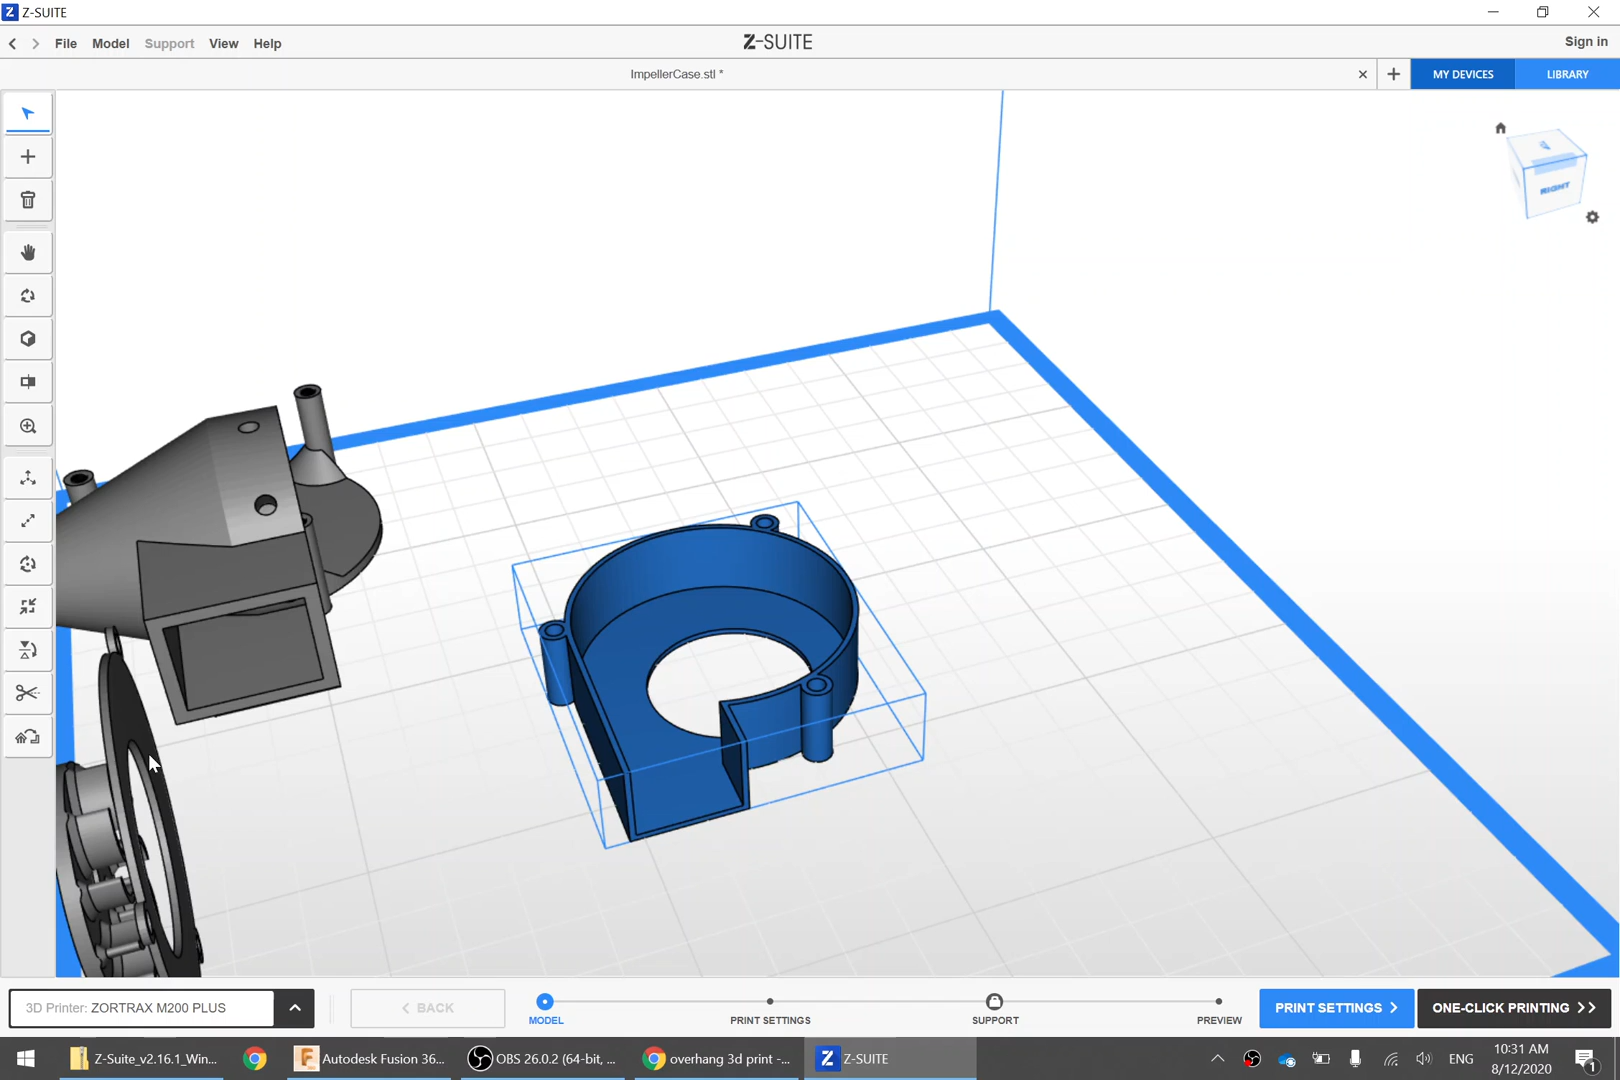 Z-SUITE
File Model Support View Help
Z-SUITE
Sign in
ImpellerCase.stl *
MY DEVICES
LIBRARY
RIGHT
3D Printer: ZORTRAX M200 PLUS
BACK
MODEL
PRINT SETTINGS
SUPPORT
PREVIEW
PRINT SETTINGS
ONE-CLICK PRINTING
Z-Suite_v2.16.1_Win...
Autodesk Fusion 36...
OBS 26.0.2 (64-bit, ...
overhang 3d print -...
Z-SUITE
ENG
10:31 AM
8/12/2020
1